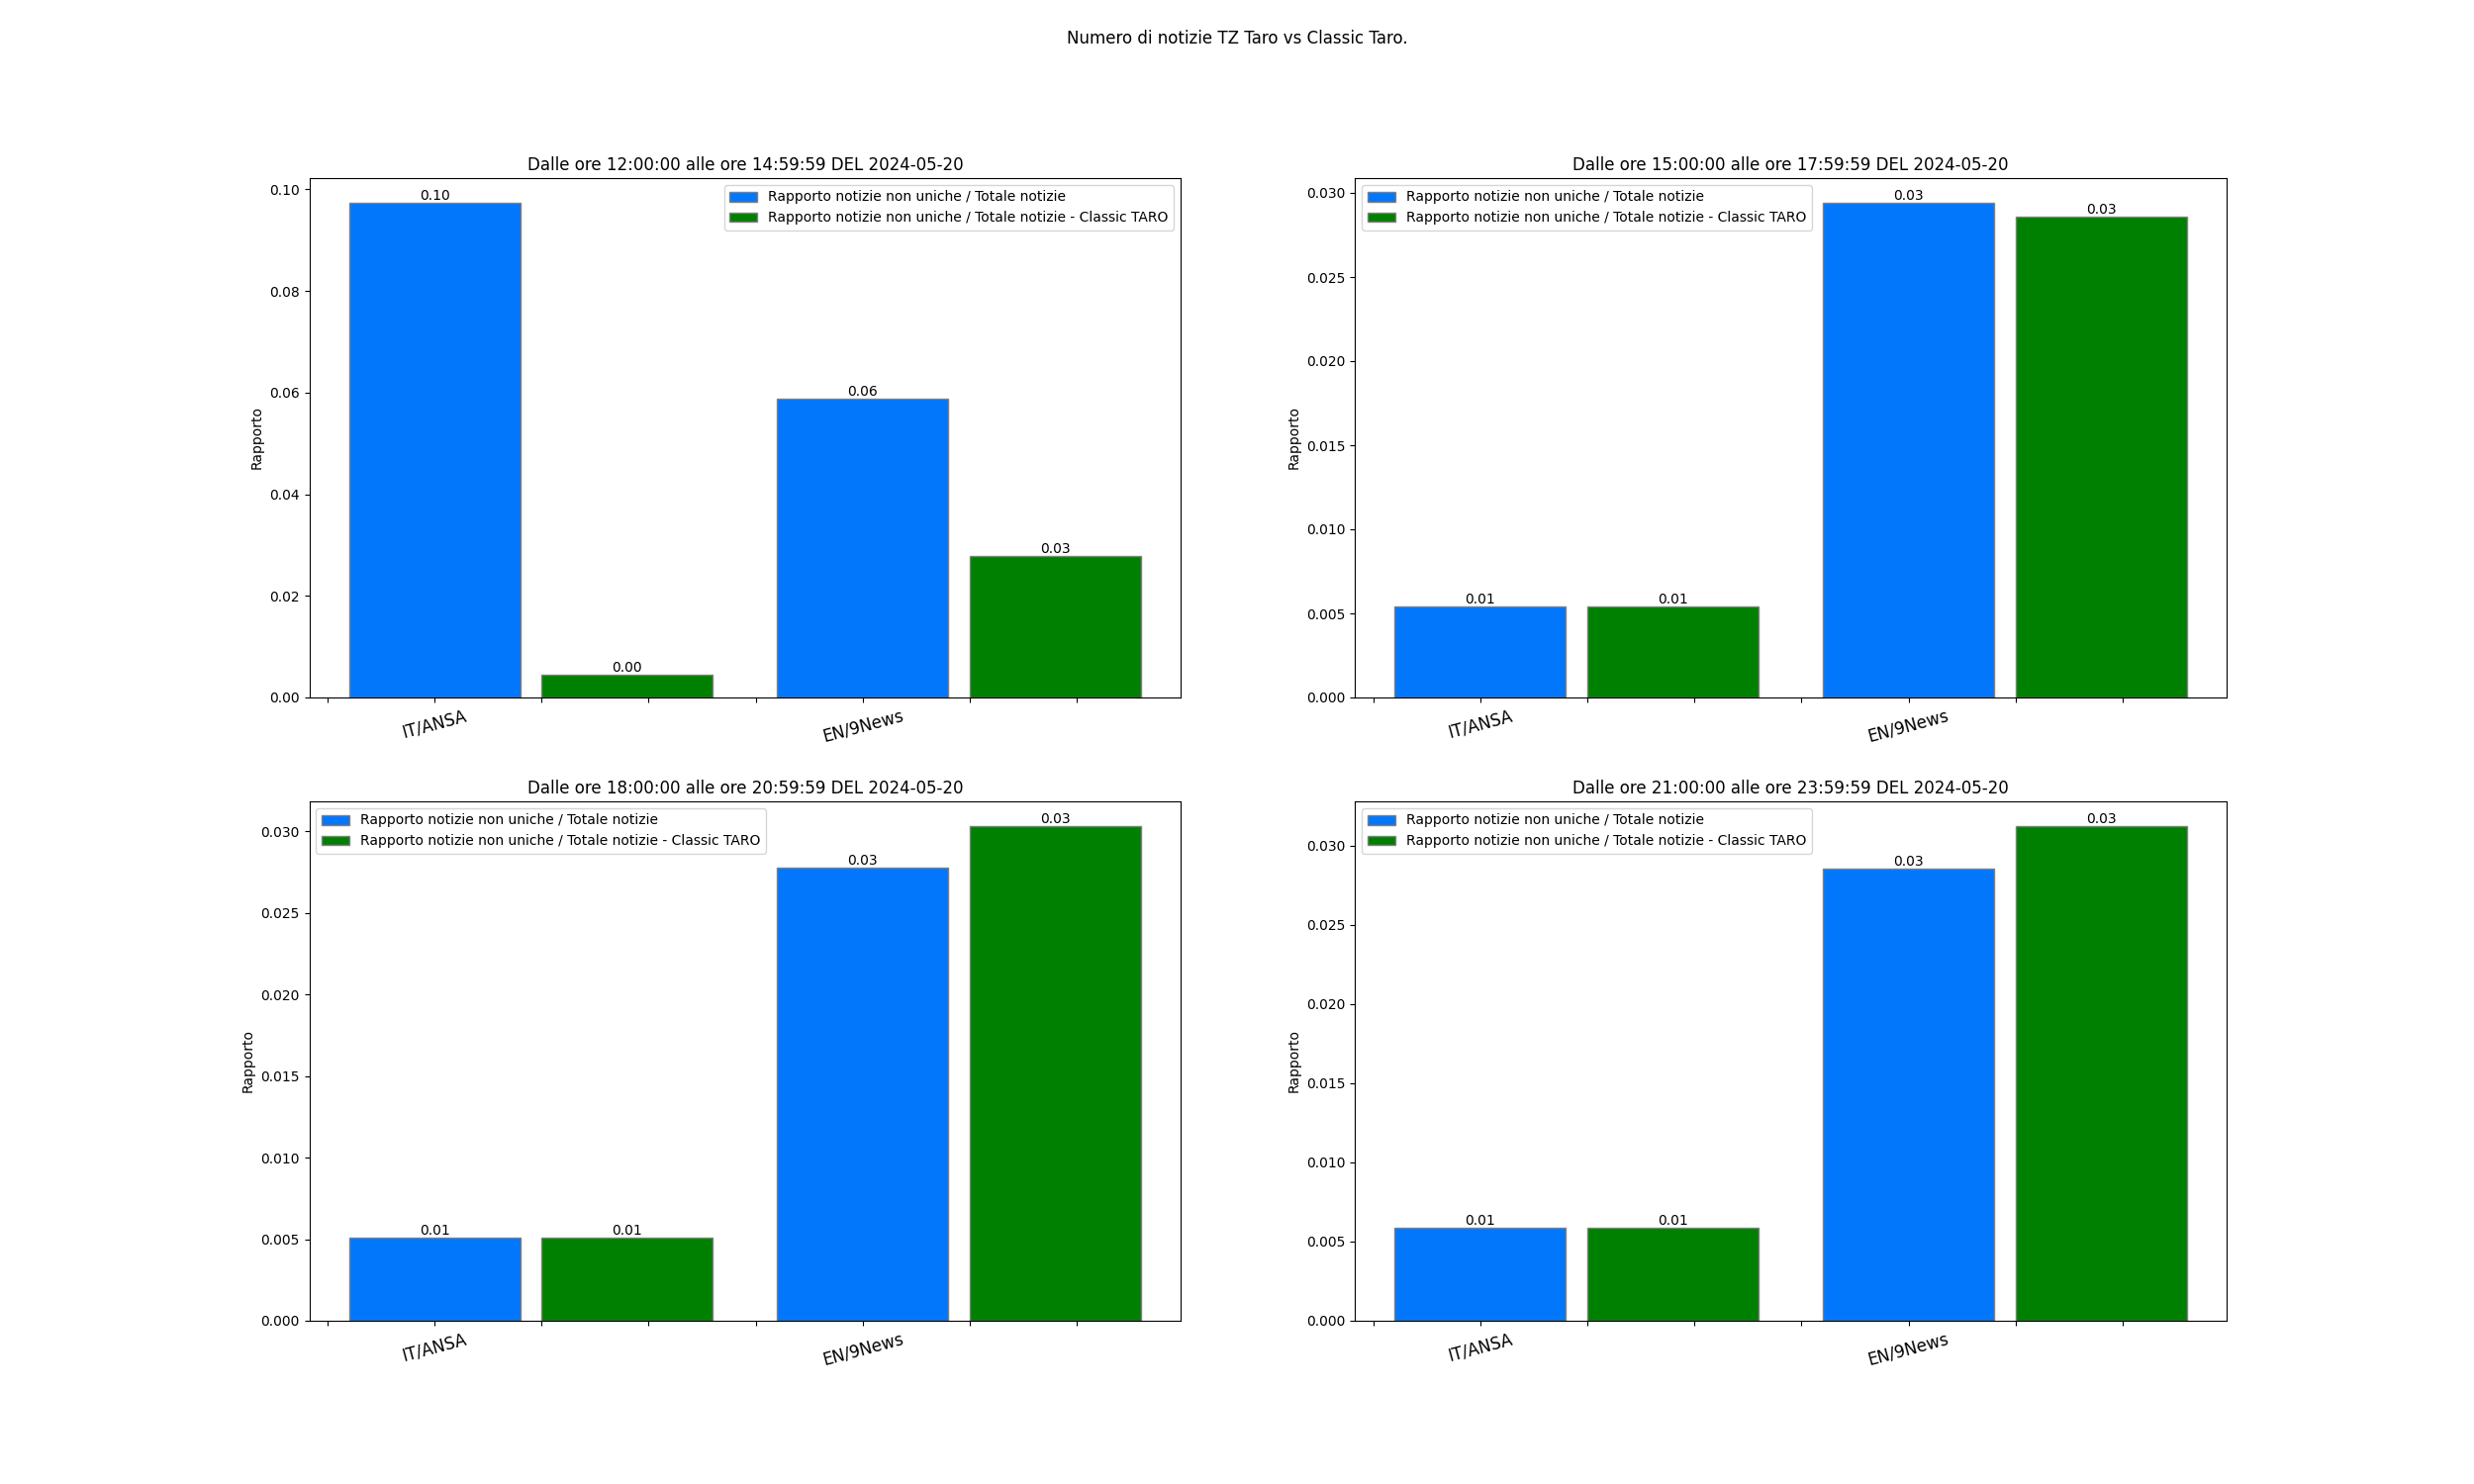 Numero di notizie TZ Taro vs Classic Taro.
Dalle ore 12:00:00 alle ore 14:59:59 DEL 2024-05-20
Rapporto notizie non uniche / Totale notizie
Rapporto notizie non uniche / Totale notizie - Classic TARO
Rapporto
0.10
0.08
0.06
0.04
0.02
0.00
0.10
0.00
0.06
0.03
IT/ANSA
EN/9News
Dalle ore 15:00:00 alle ore 17:59:59 DEL 2024-05-20
Rapporto notizie non uniche / Totale notizie
Rapporto notizie non uniche / Totale notizie - Classic TARO
Rapporto
0.030
0.025
0.020
0.015
0.010
0.005
0.000
0.01
0.01
0.03
0.03
IT/ANSA
EN/9News
Dalle ore 18:00:00 alle ore 20:59:59 DEL 2024-05-20
Rapporto notizie non uniche / Totale notizie
Rapporto notizie non uniche / Totale notizie - Classic TARO
Rapporto
0.030
0.025
0.020
0.015
0.010
0.005
0.000
0.01
0.01
0.03
0.03
IT/ANSA
EN/9News
Dalle ore 21:00:00 alle ore 23:59:59 DEL 2024-05-20
Rapporto notizie non uniche / Totale notizie
Rapporto notizie non uniche / Totale notizie - Classic TARO
Rapporto
0.030
0.025
0.020
0.015
0.010
0.005
0.000
0.01
0.01
0.03
0.03
IT/ANSA
EN/9News